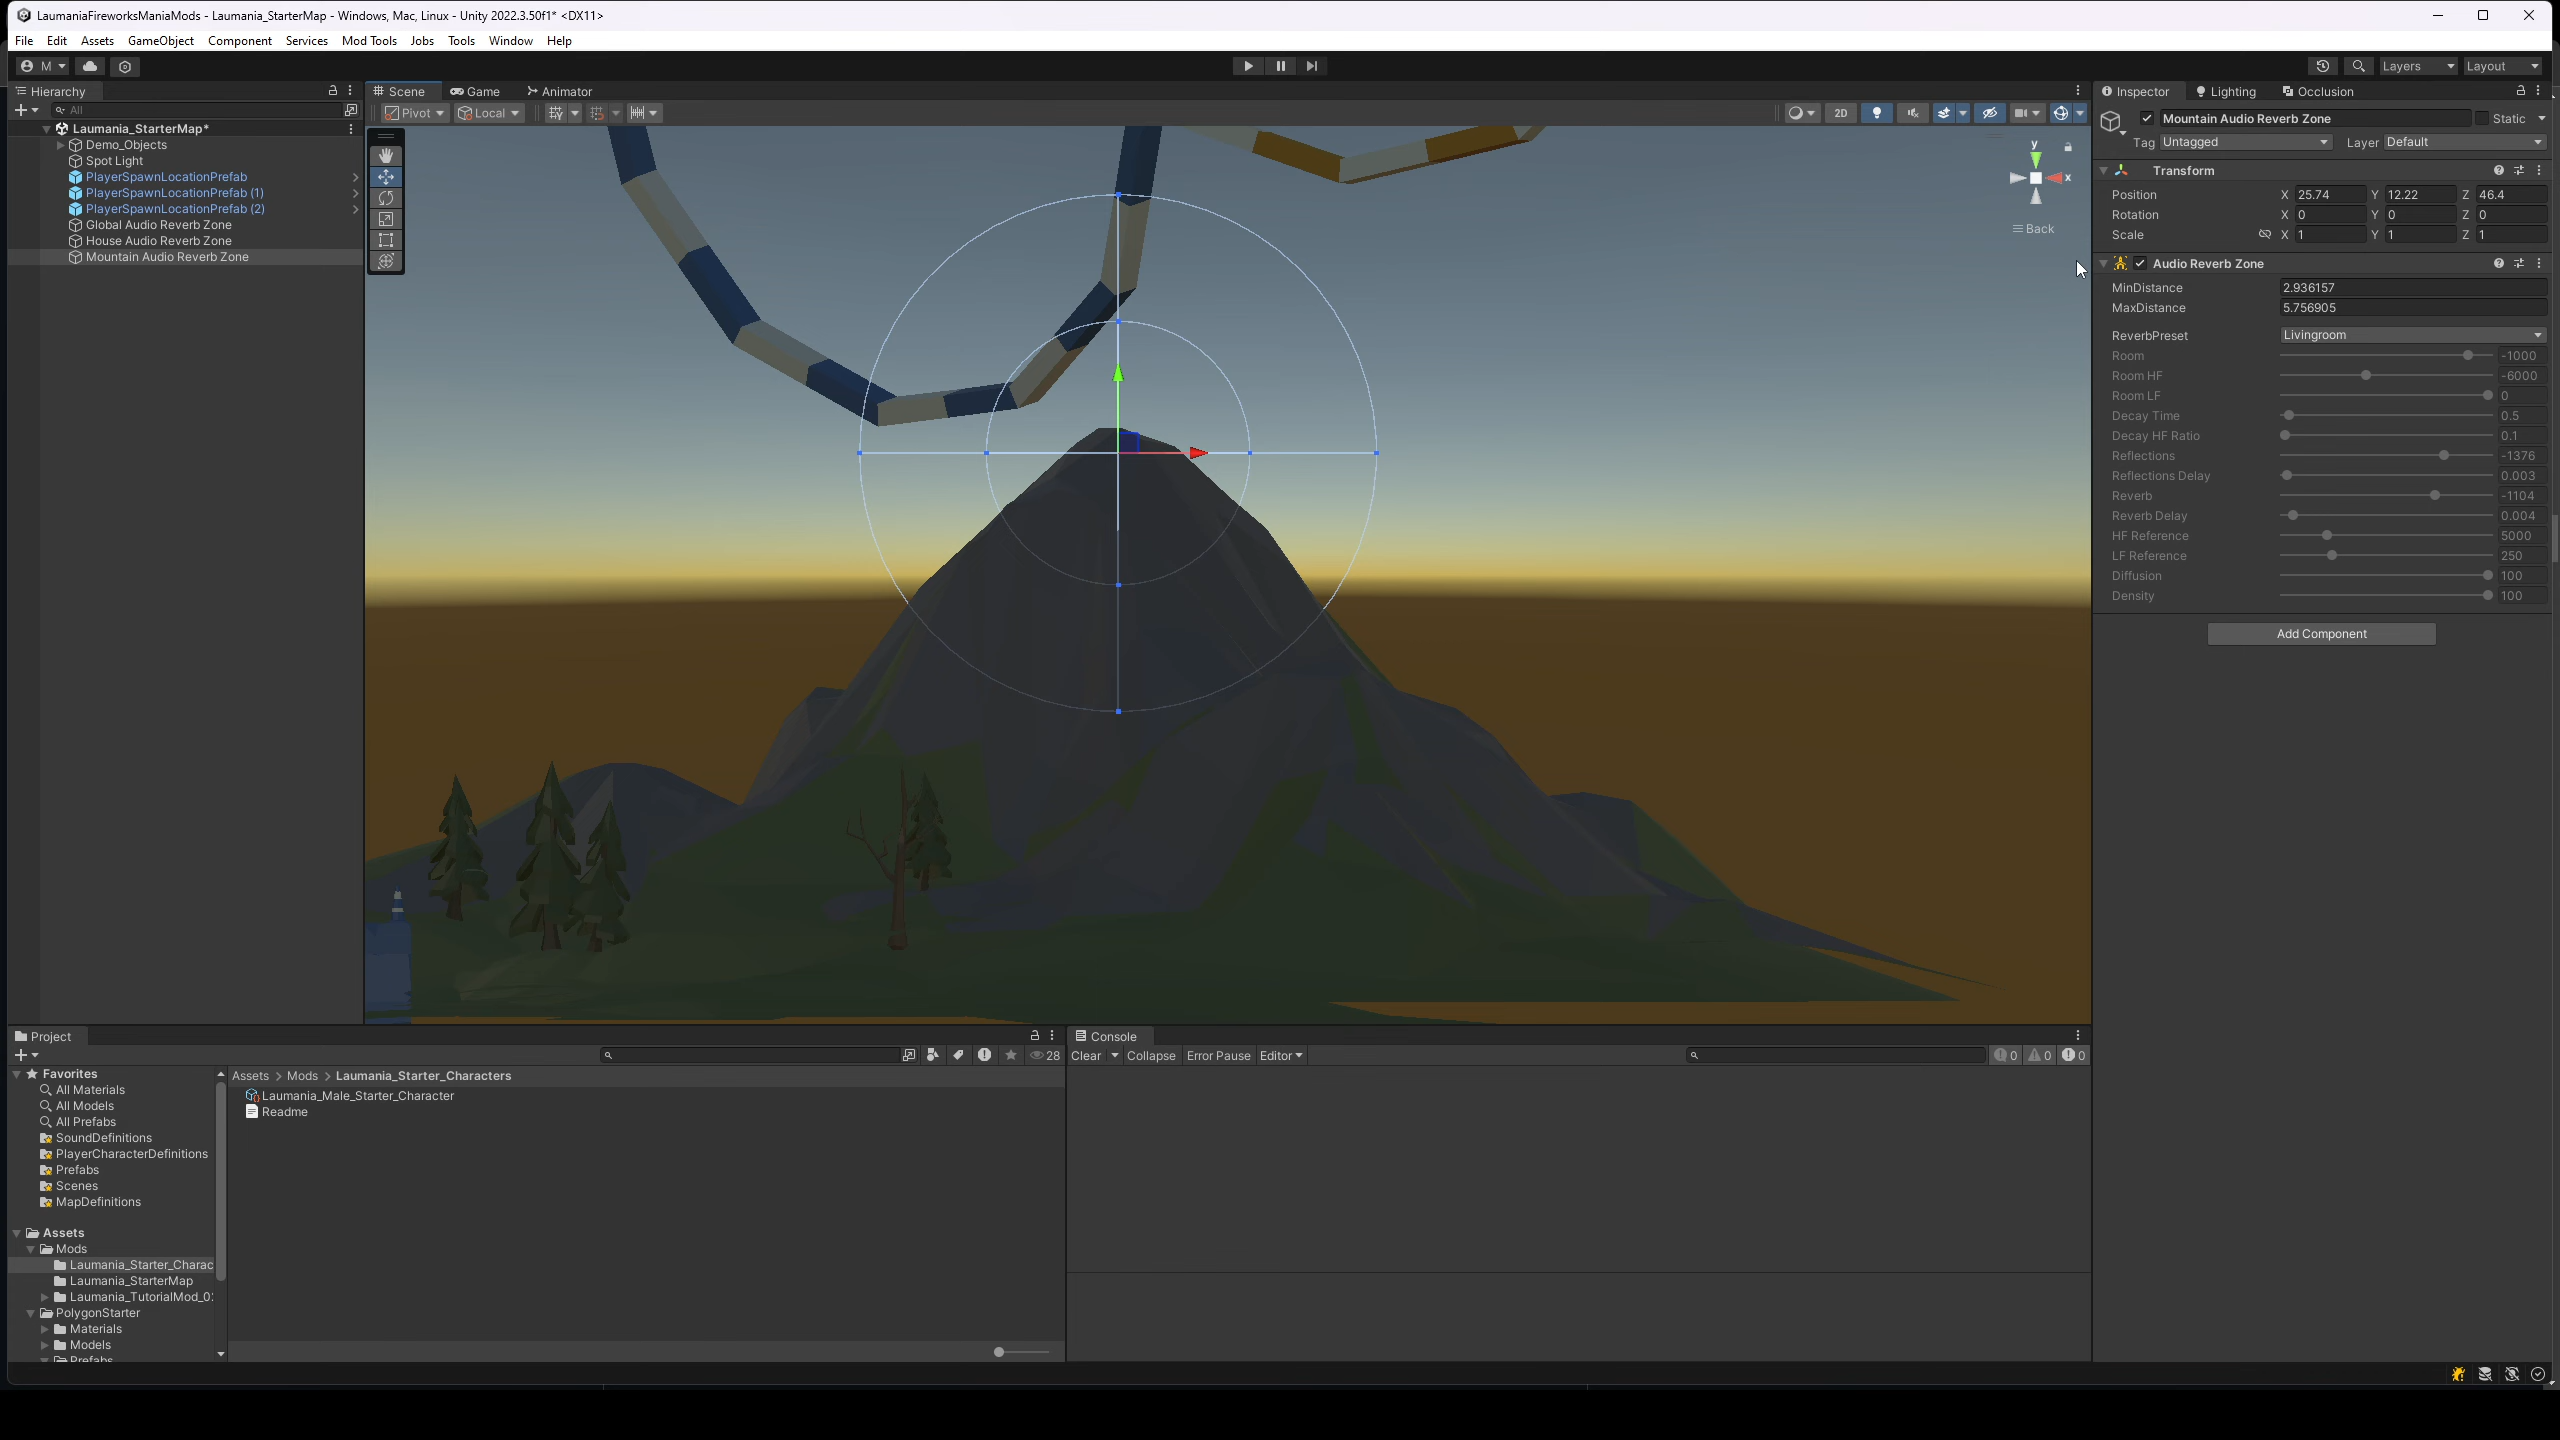 LaumaniaFireworksManiaMods - Laumania_StarterMap - Windows, Mac, Linux - Unity 2022.3.50f1* <DX11>
File Edit Assets GameObject Component Services Mod Tools Jobs Tools Window Help
M Layers Layout
Hierarchy
All
Laumania_StarterMap*
Demo_Objects
Spot Light
PlayerSpawnLocationPrefab
PlayerSpawnLocationPrefab (1)
PlayerSpawnLocationPrefab (2)
Global Audio Reverb Zone
House Audio Reverb Zone
Mountain Audio Reverb Zone
Scene Game Animator
Pivot Local 2D
y
x
Back
Inspector Lighting Occlusion
Mountain Audio Reverb Zone Static
Tag Untagged Layer Default
Transform
Position X 25.74 Y 12.22 Z 46.4
Rotation X 0 Y 0 Z 0
Scale X 1 Y 1 Z 1
Audio Reverb Zone
MinDistance 2.936157
MaxDistance 5.756905
ReverbPreset Livingroom
Room -1000
Room HF -6000
Room LF 0
Decay Time 0.5
Decay HF Ratio 0.1
Reflections -1376
Reflections Delay 0.003
Reverb -1104
Reverb Delay 0.004
HF Reference 5000
LF Reference 250
Diffusion 100
Density 100
Add Component
Project
28
Favorites
All Materials
All Models
All Prefabs
SoundDefinitions
PlayerCharacterDefinitions
Prefabs
Scenes
MapDefinitions
Assets
Mods
Laumania_Starter_Charac
Laumania_StarterMap
Laumania_TutorialMod_0
PolygonStarter
Materials
Models
Prefabs
Assets > Mods > Laumania_Starter_Characters
Laumania_Male_Starter_Character
Readme
Console
Clear Collapse Error Pause Editor 0 0 0